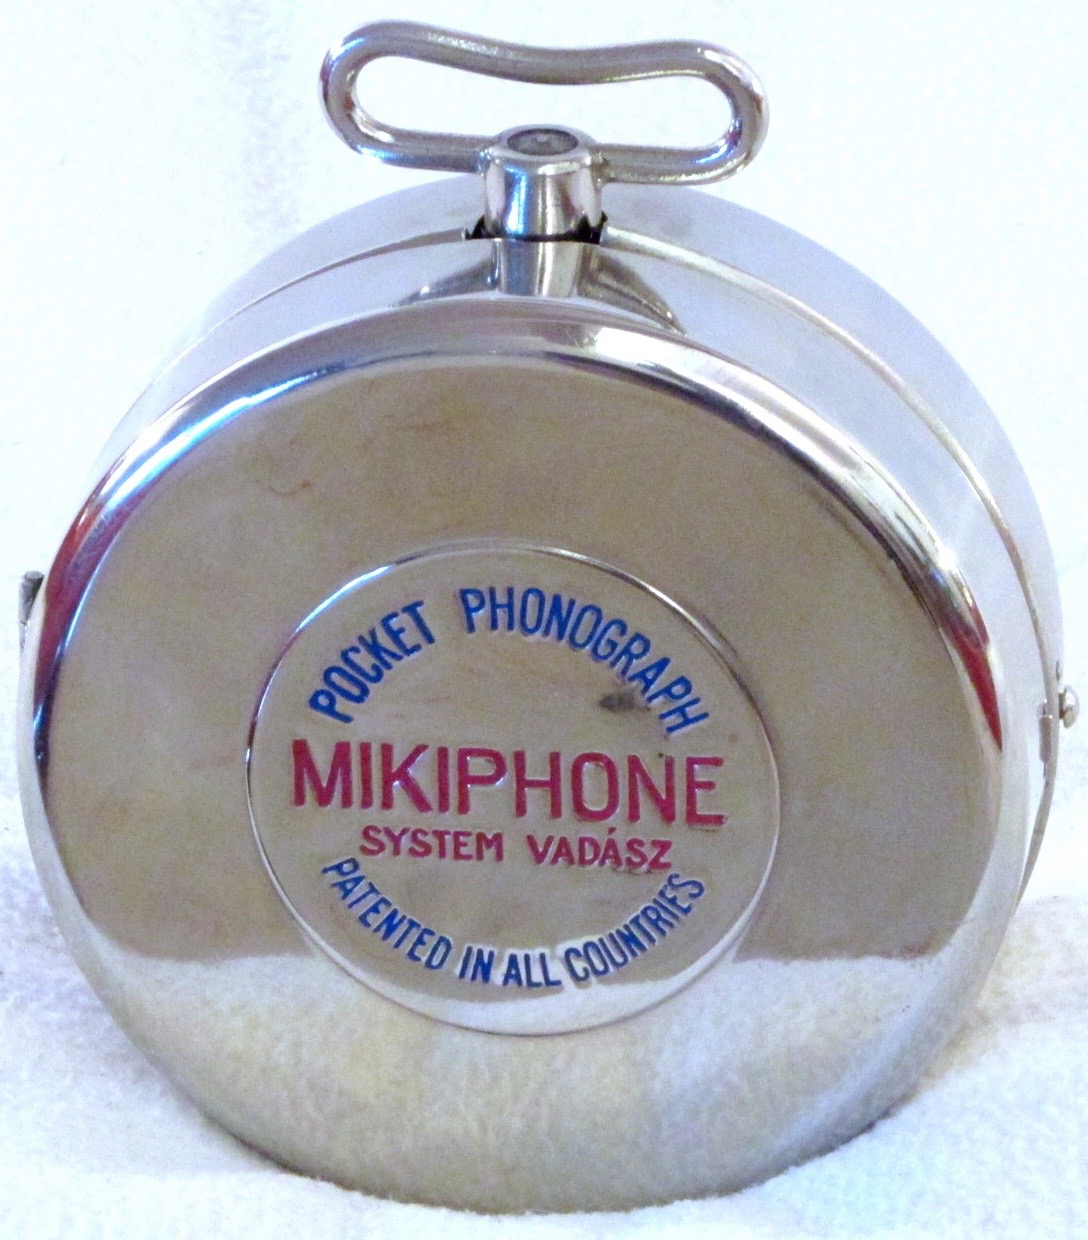 POCKET PHONOGRAPH
MIKIPHONE
SYSTEM VADÁSZ
PATENTED IN ALL COUNTRIES